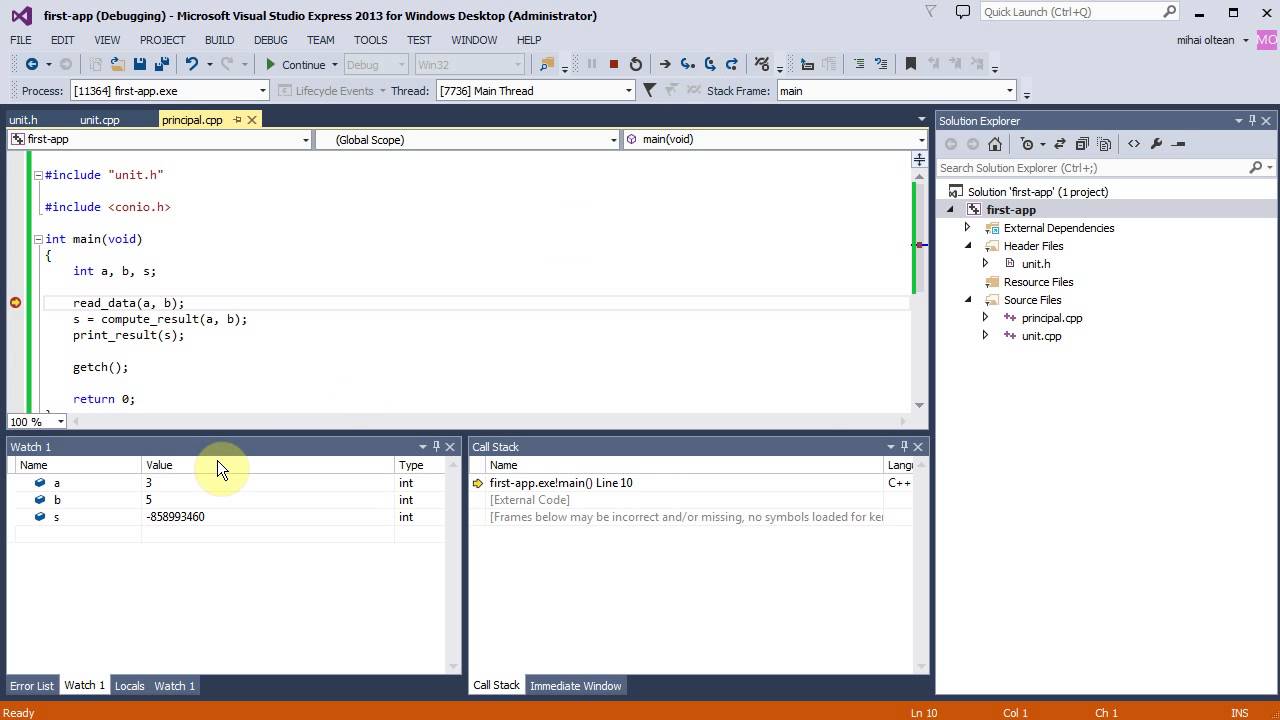 first-app (Debugging) - Microsoft Visual Studio Express 2013 for Windows Desktop (Administrator)
Quick Launch (Ctrl+Q)
FILE EDIT VIEW PROJECT BUILD DEBUG TEAM TOOLS TEST WINDOW HELP
mihai oltean MO
Continue Debug Win32
Process: [11364] first-app.exe Lifecycle Events Thread: [7736] Main Thread Stack Frame: main
unit.h unit.cpp principal.cpp
first-app (Global Scope) main(void)
#include "unit.h"
#include <conio.h>
int main(void)
{
int a, b, s;
read_data(a, b);
s = compute_result(a, b);
print_result(s);
getch();
return 0;
100 %
Solution Explorer
Search Solution Explorer (Ctrl+;)
Solution 'first-app' (1 project)
first-app
External Dependencies
Header Files
unit.h
Resource Files
Source Files
principal.cpp
unit.cpp
Watch 1
Name Value Type
a 3 int
b 5 int
s -858993460 int
Error List Watch 1 Locals Watch 1
Call Stack
Name Langu
first-app.exe!main() Line 10 C++
[External Code]
[Frames below may be incorrect and/or missing, no symbols loaded for ker
Call Stack Immediate Window
Ready Ln 10 Col 1 Ch 1 INS